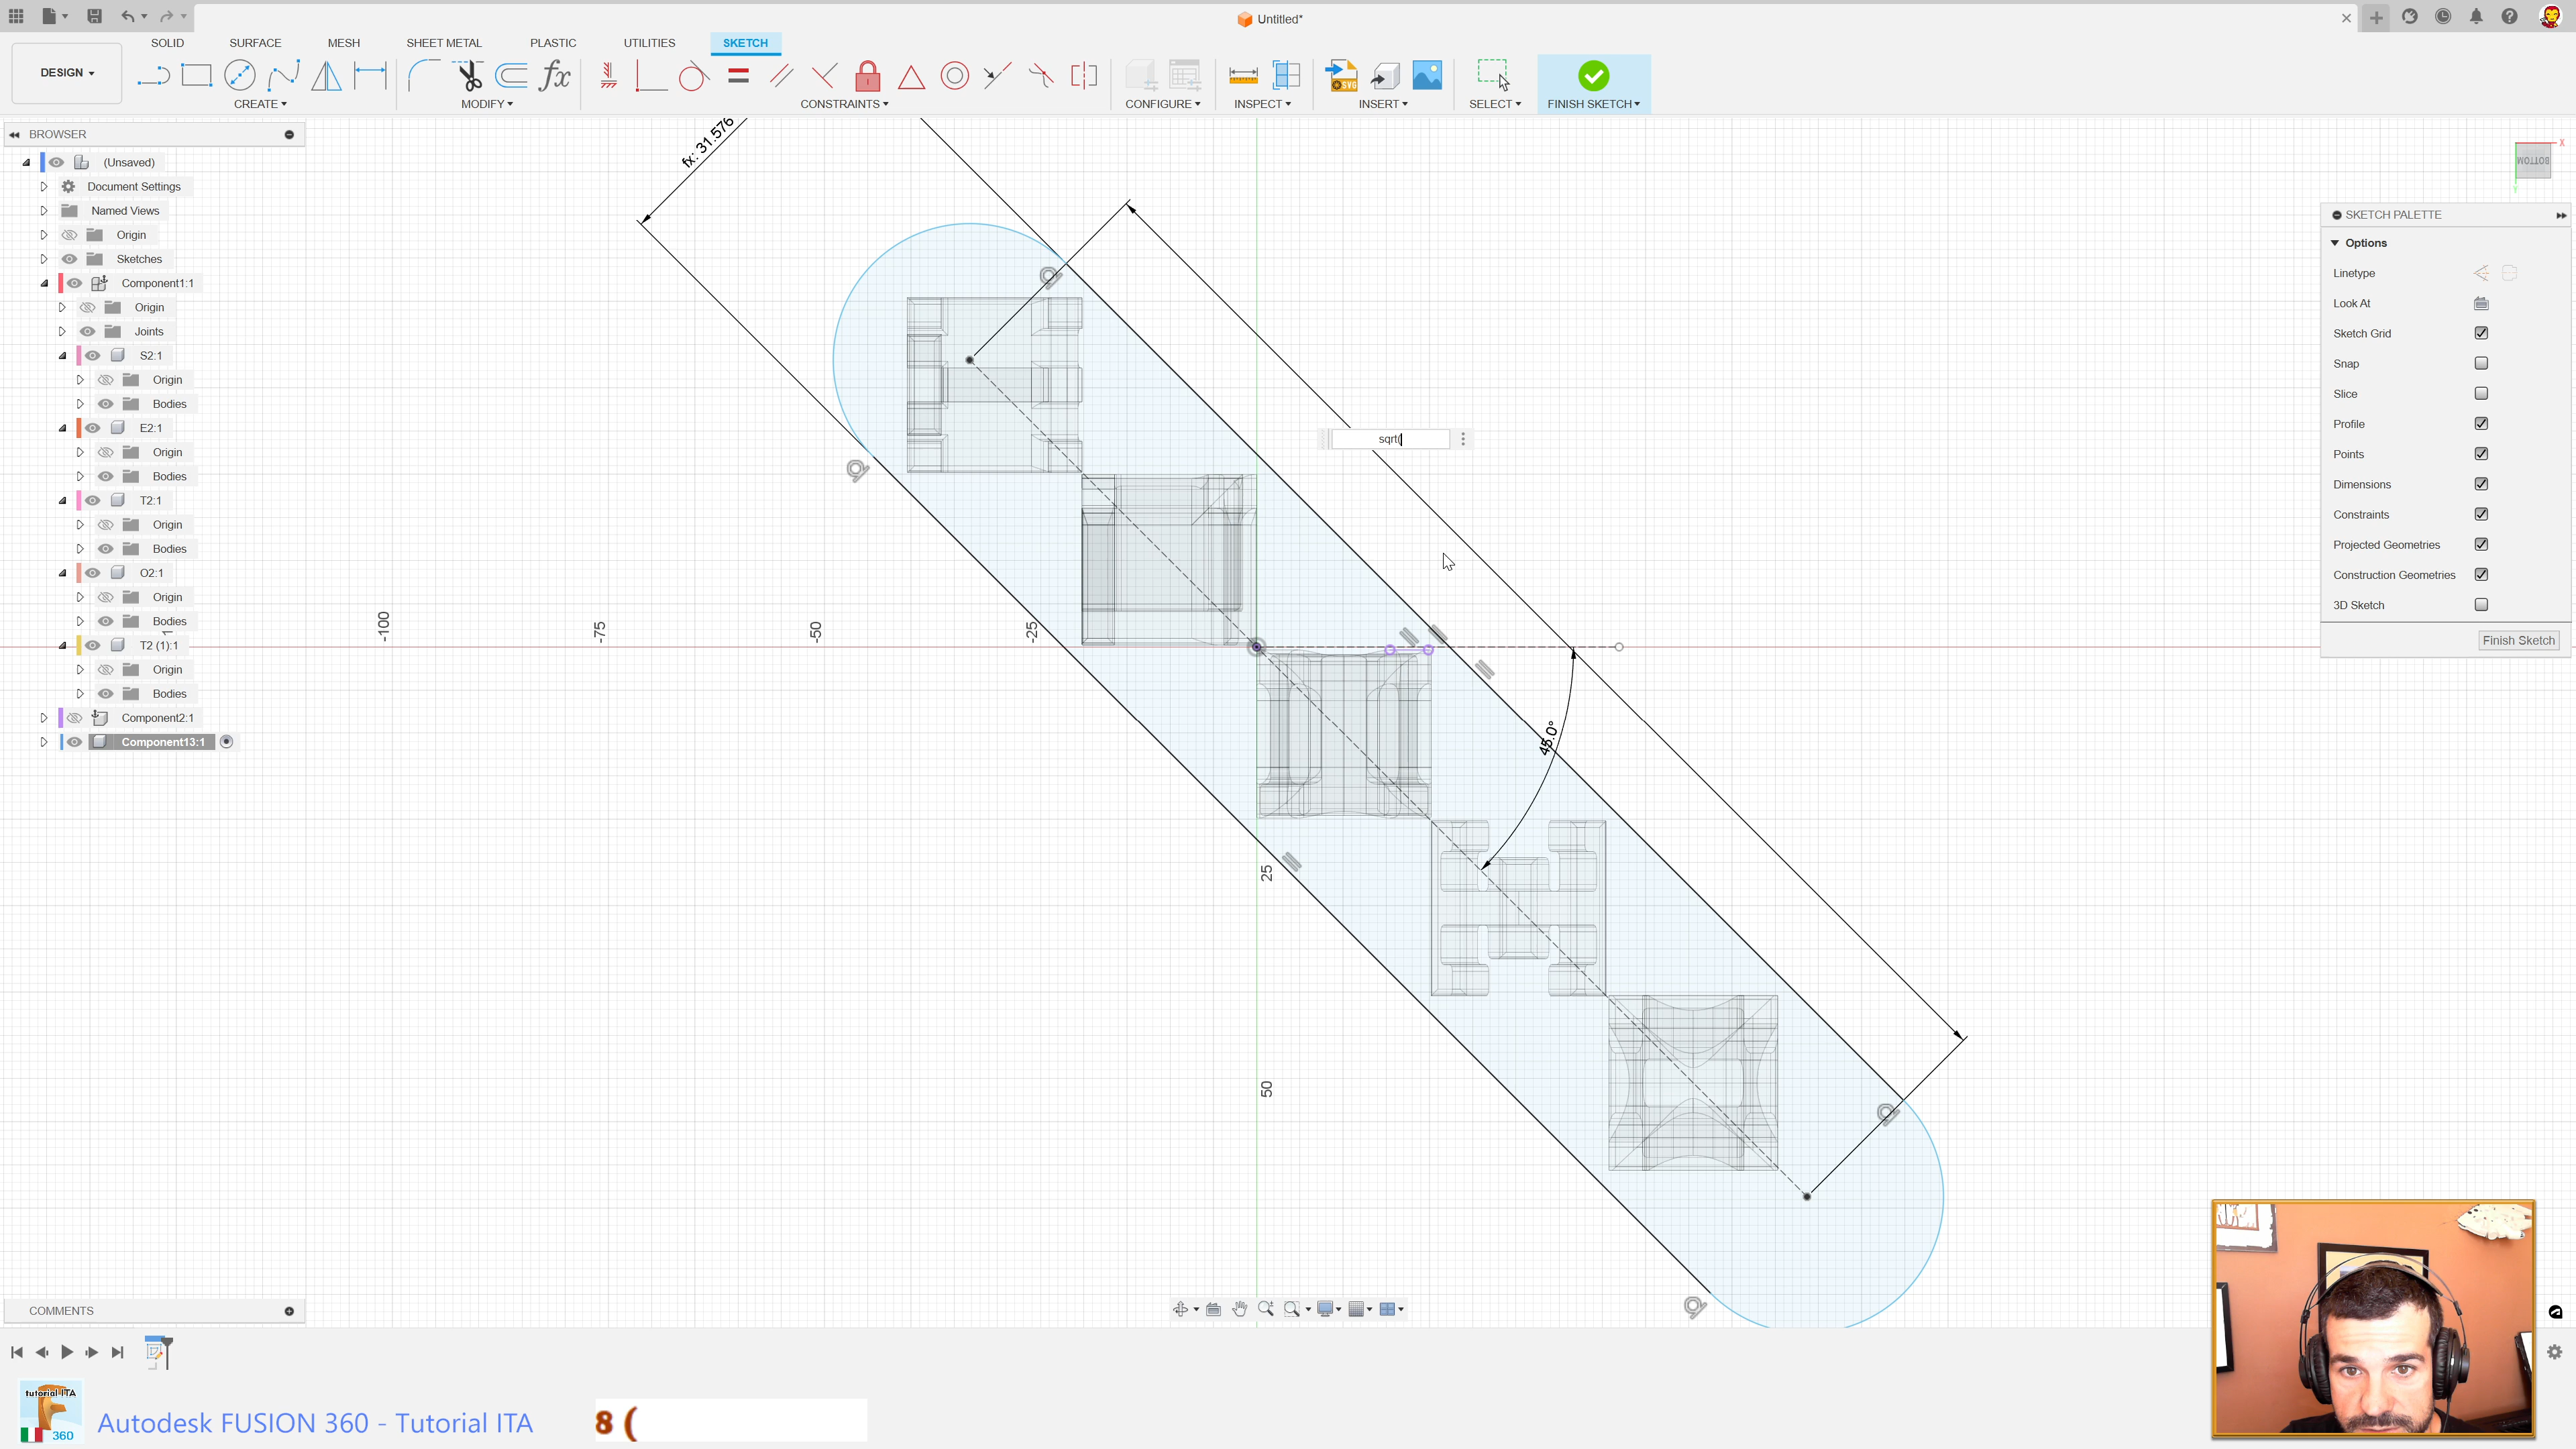 Untitled*
SOLID SURFACE MESH SHEET METAL PLASTIC UTILITIES SKETCH
DESIGN
CREATE MODIFY CONSTRAINTS CONFIGURE INSPECT INSERT SELECT FINISH SKETCH
fx
SVG
BROWSER
(Unsaved)
Document Settings
Named Views
Origin
Sketches
Component1:1
Origin
Joints
S2:1
Origin
Bodies
E2:1
Origin
Bodies
T2:1
Origin
Bodies
O2:1
Origin
Bodies
T2 (1):1
Origin
Bodies
Component2:1
Component13:1
fx: 31.576
sqrt(
45.0°
-100
-75
-50
-25
25
50
BOTTOM
X
SKETCH PALETTE
Options
Linetype
Look At
Sketch Grid
Snap
Slice
Profile
Points
Dimensions
Constraints
Projected Geometries
Construction Geometries
3D Sketch
Finish Sketch
COMMENTS
tutorial ITA
360
Autodesk FUSION 360 - Tutorial ITA
8 (